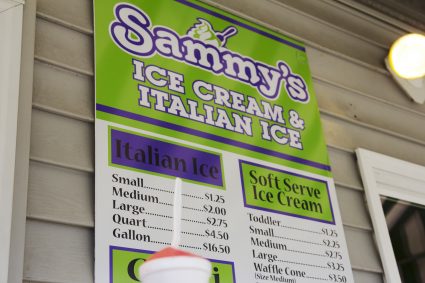 Sammy's
ICE CREAM &
ITALIAN ICE
Italian Ice
Small............$1.25
Medium............$2.00
Large............$2.75
Quart............$4.50
Gallon............$16.50
Soft Serve
Ice Cream
Toddler............$1.25
Small............$2.25
Medium............$2.75
Large............$3.25
Waffle Cone............$3.50
(Size Medium)